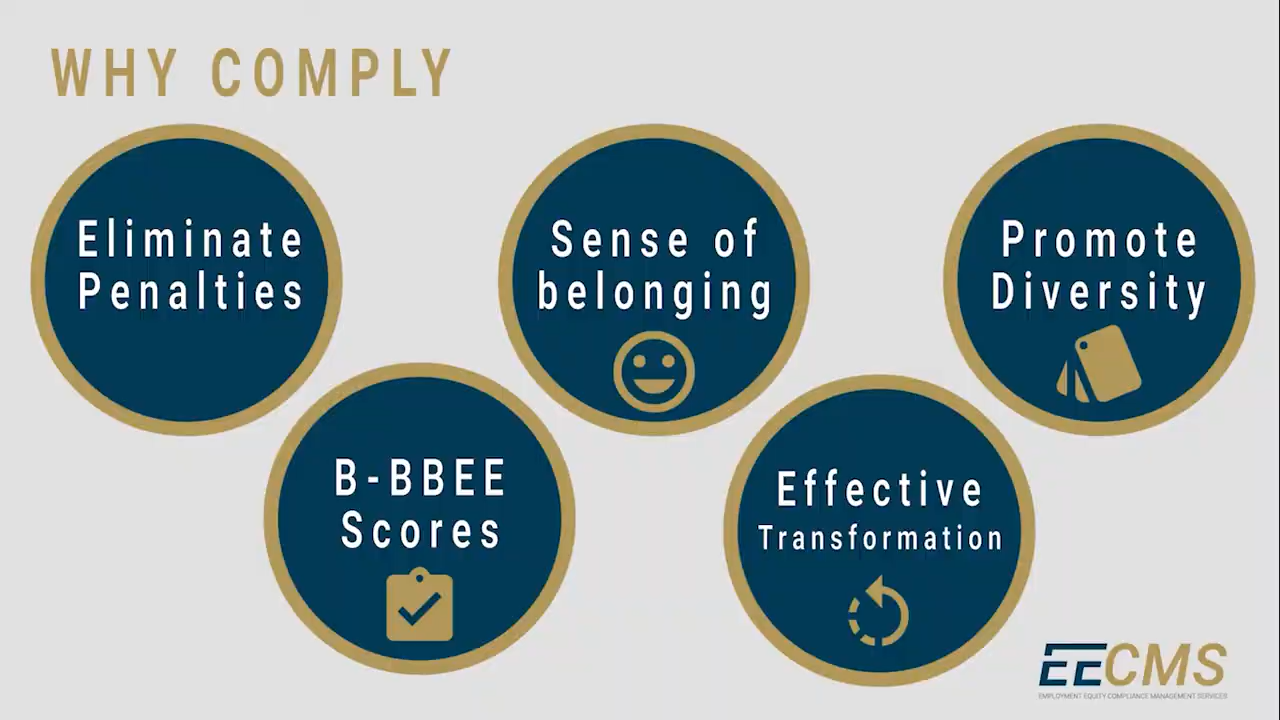 WHY COMPLY
Eliminate
Penalties
Sense of
belonging
Promote
Diversity
B-BBEE
Scores
Effective
Transformation
EECMS
EMPLOYMENT EQUITY COMPLIANCE MANAGEMENT SERVICES